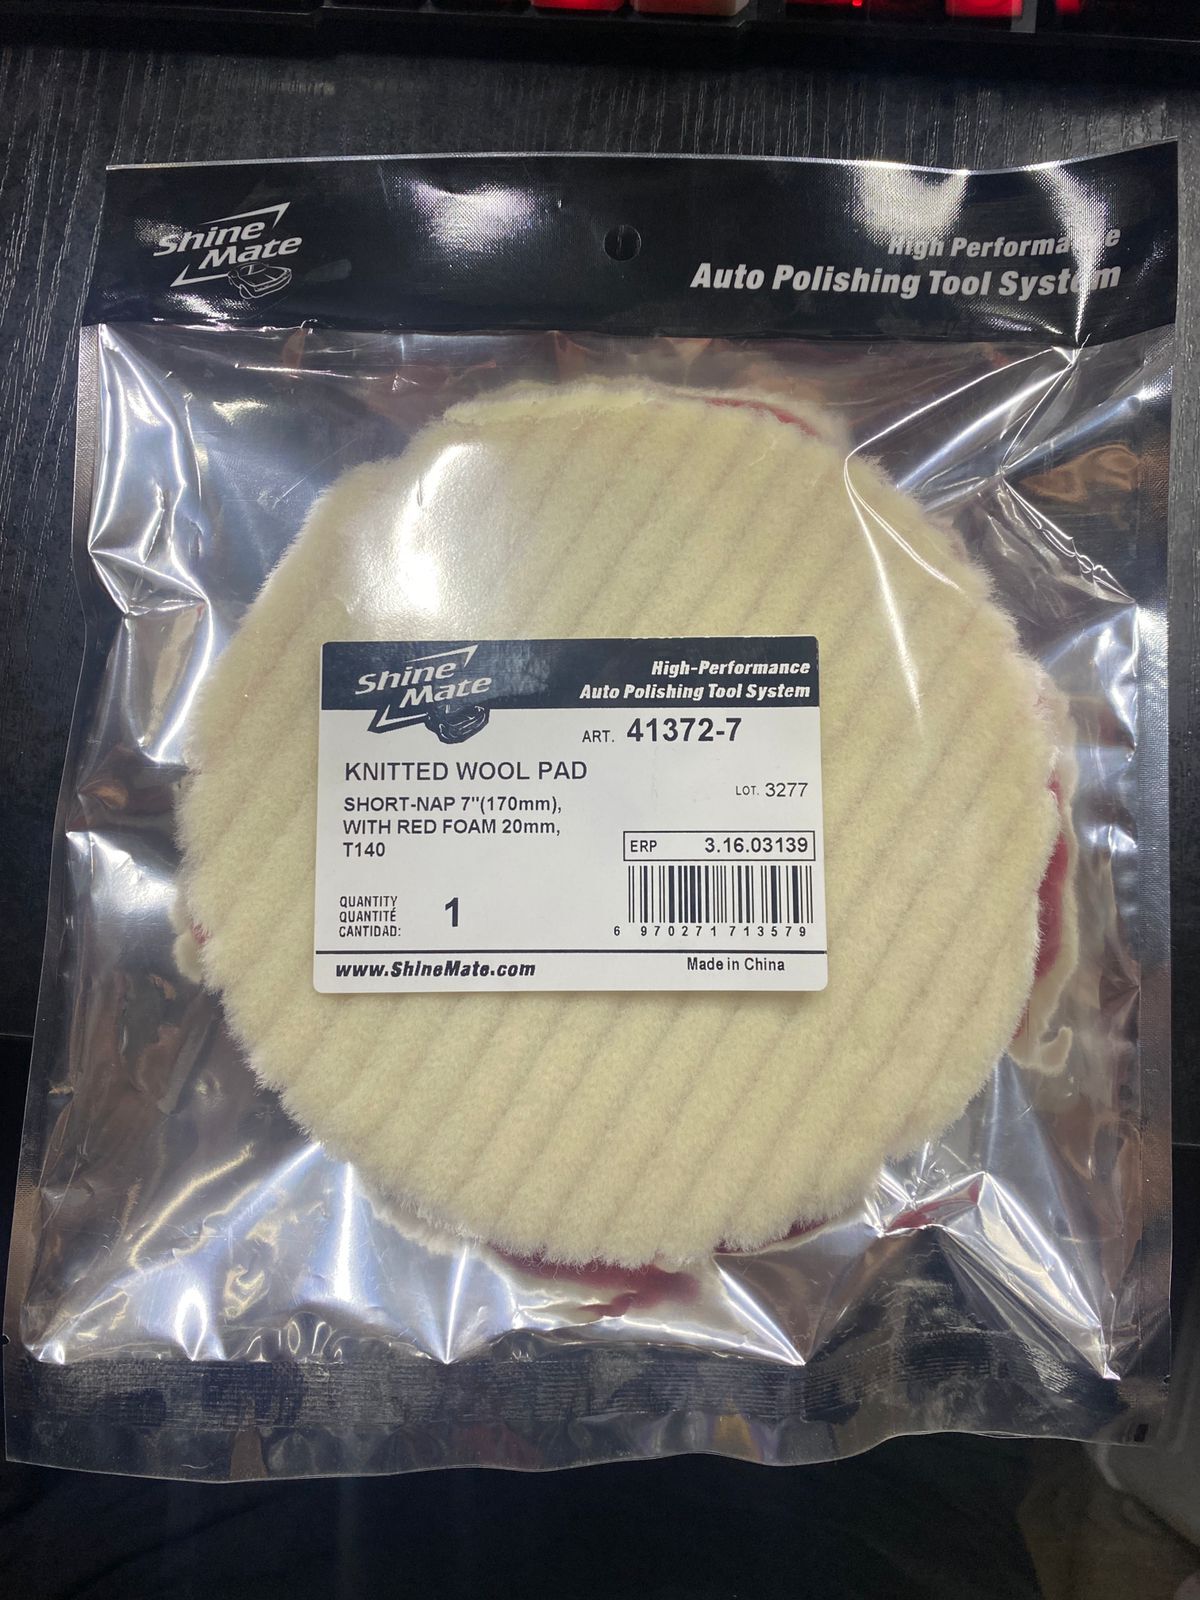 Shine Mate
High Performance
Auto Polishing Tool System
Shine Mate
High-Performance
Auto Polishing Tool System
ART. 41372-7
KNITTED WOOL PAD
LOT. 3277
SHORT-NAP 7"(170mm),
WITH RED FOAM 20mm,
T140
ERP 3.16.03139
QUANTITY
QUANTITÉ
CANTIDAD:
1
6 970271 713579
www.ShineMate.com
Made in China